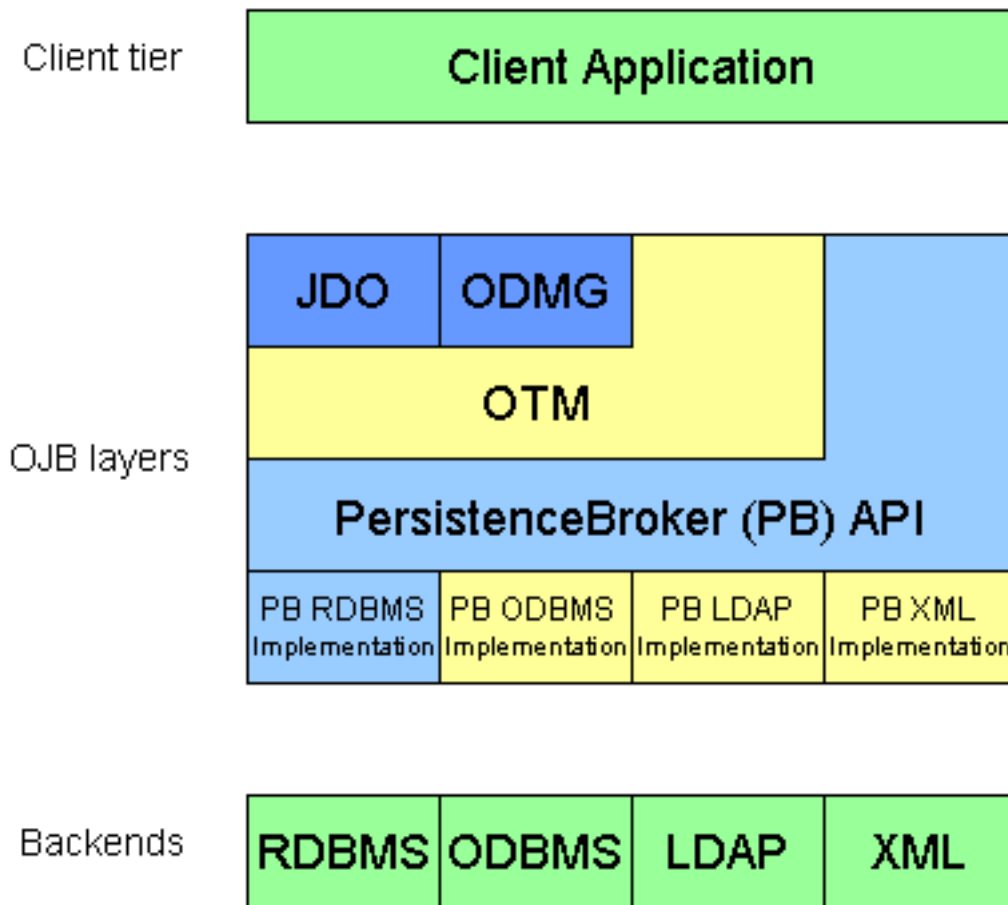 Client tier
Client Application
JDO
ODMG
OTM
OJB layers
PersistenceBroker (PB) API
PB RDBMS
Implementation
PB ODBMS
Implementation
PB LDAP
Implementation
PB XML
Implementation
Backends
RDBMS
ODBMS
LDAP
XML